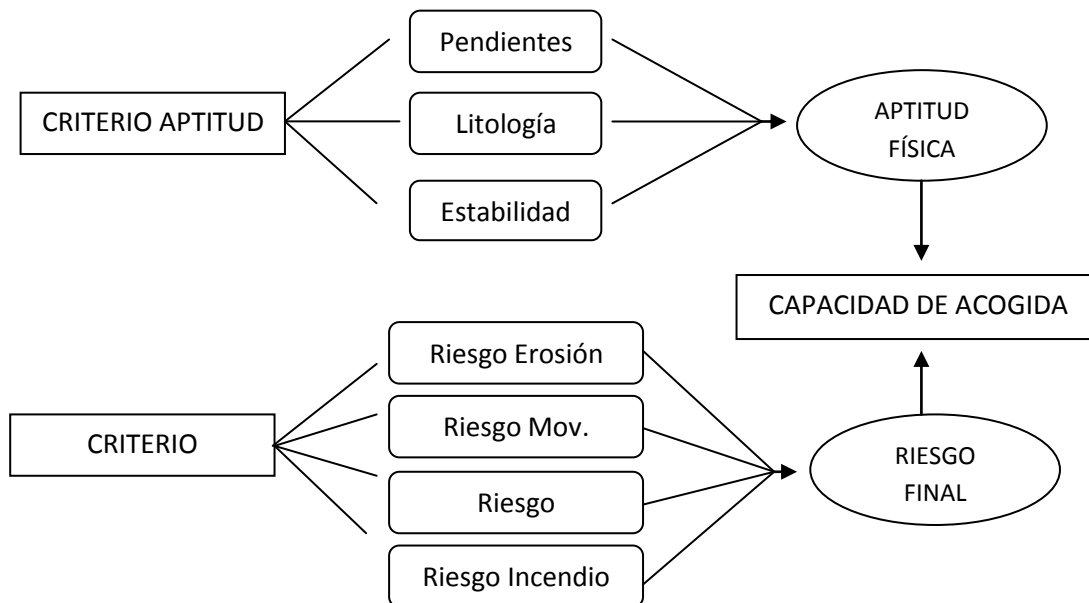 Pendientes
CRITERIO APTITUD
Litología
APTITUD
FÍSICA
Estabilidad
CAPACIDAD DE ACOGIDA
Riesgo Erosión
CRITERIO
Riesgo Mov.
RIESGO
FINAL
Riesgo
Riesgo Incendio